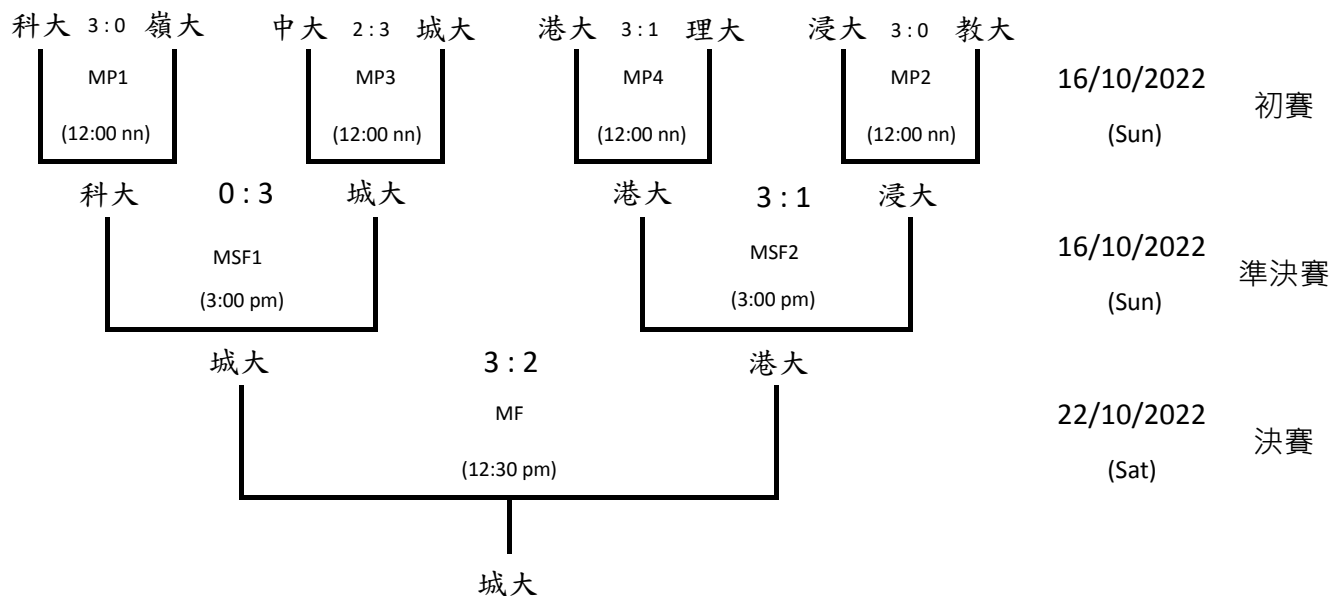 科大 3 : 0 嶺大 中大 2 : 3 城大 港大 3 : 1 理大 浸大 3 : 0 教大
MP1 MP3 MP4 MP2 16/10/2022 初賽
(12:00 nn) (12:00 nn) (12:00 nn) (12:00 nn) (Sun)
科大 0 : 3 城大 港大 3 : 1 浸大
MSF1 MSF2 16/10/2022 準決賽
(3:00 pm) (3:00 pm) (Sun)
城大 3 : 2 港大
MF 22/10/2022 決賽
(12:30 pm) (Sat)
城大